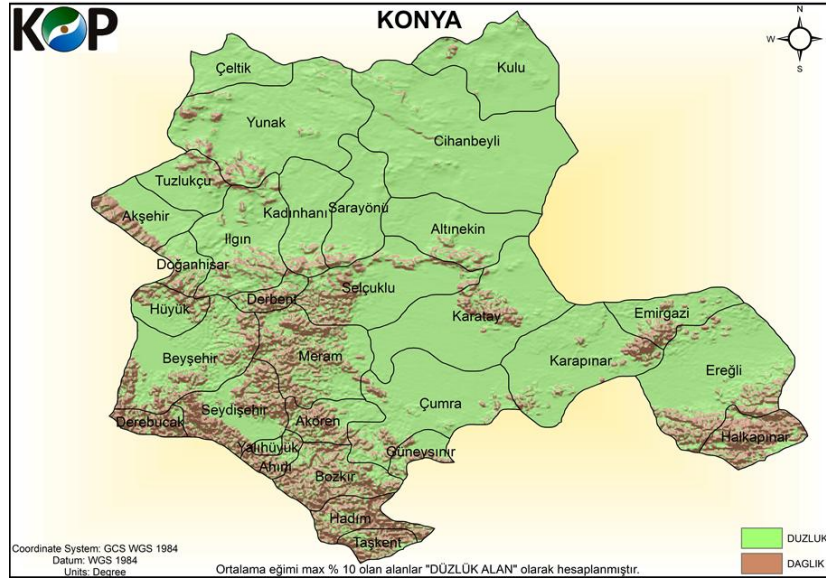 KOP
KONYA
N
W
S
Çeltik
Kulu
Yunak
Cihanbeyli
Tuzlukçu
Akşehir
Kadınhanı
Sarayönü
Ilgın
Altınekin
Doğanhisar
Selçuklu
Derbent
Hüyük
Karatay
Emirgazi
Beyşehir
Meram
Karapınar
Ereğli
Çumra
Seydişehir
Derebucak
Akören
Halkapınar
Yalıhüyük
Güneysınır
Ahırlı
Bozkır
Hadim
Taşkent
DUZLUK
DAGLIK
Coordinate System: GCS WGS 1984
Datum: WGS 1984
Units: Degree
Ortalama eğimi max % 10 olan alanlar "DÜZLÜK ALAN" olarak hesaplanmıştır.